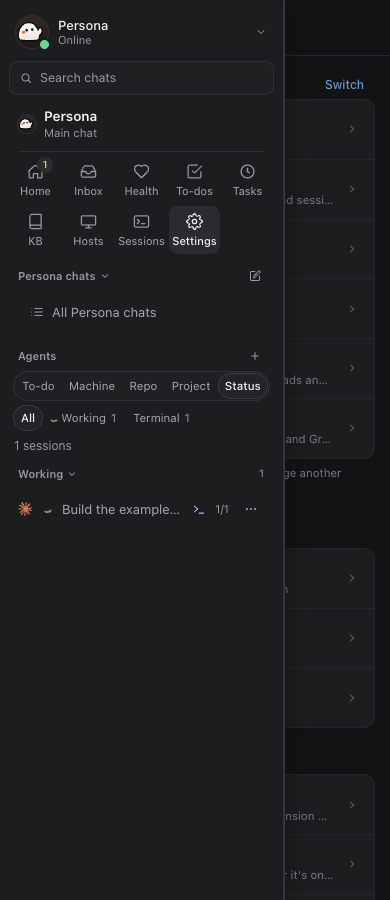 Persona
Online
Switch
Search chats
Persona
Main chat
1
Home Inbox Health To-dos Tasks
KB Hosts Sessions Settings
Persona chats
All Persona chats
Agents
To-do Machine Repo Project Status
All Working 1 Terminal 1
1 sessions
Working 1
Build the example... 1/1
d sessi...
ads an...
and Gr...
ge another
nsion ...
it's on...